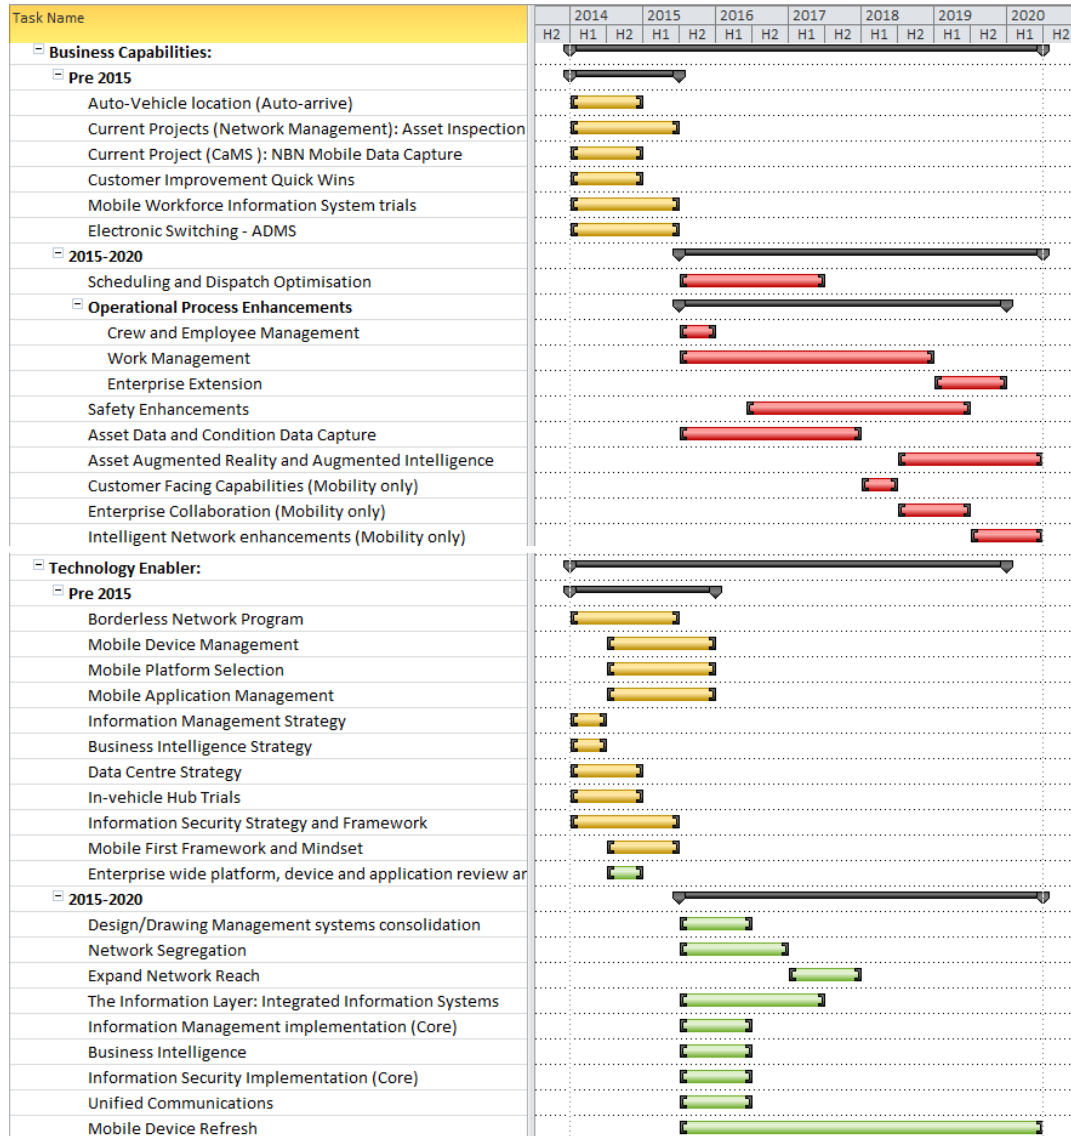 Task Name
2014 2015 2016 2017 2018 2019 2020
H2 H1 H2 H1 H2 H1 H2 H1 H2 H1 H2 H1 H2 H1 H2
Business Capabilities:
Pre 2015
Auto-Vehicle location (Auto-arrive)
Current Projects (Network Management): Asset Inspection
Current Project (CaMS ): NBN Mobile Data Capture
Customer Improvement Quick Wins
Mobile Workforce Information System trials
Electronic Switching - ADMS
2015-2020
Scheduling and Dispatch Optimisation
Operational Process Enhancements
Crew and Employee Management
Work Management
Enterprise Extension
Safety Enhancements
Asset Data and Condition Data Capture
Asset Augmented Reality and Augmented Intelligence
Customer Facing Capabilities (Mobility only)
Enterprise Collaboration (Mobility only)
Intelligent Network enhancements (Mobility only)
Technology Enabler:
Pre 2015
Borderless Network Program
Mobile Device Management
Mobile Platform Selection
Mobile Application Management
Information Management Strategy
Business Intelligence Strategy
Data Centre Strategy
In-vehicle Hub Trials
Information Security Strategy and Framework
Mobile First Framework and Mindset
Enterprise wide platform, device and application review ar
2015-2020
Design/Drawing Management systems consolidation
Network Segregation
Expand Network Reach
The Information Layer: Integrated Information Systems
Information Management implementation (Core)
Business Intelligence
Information Security Implementation (Core)
Unified Communications
Mobile Device Refresh